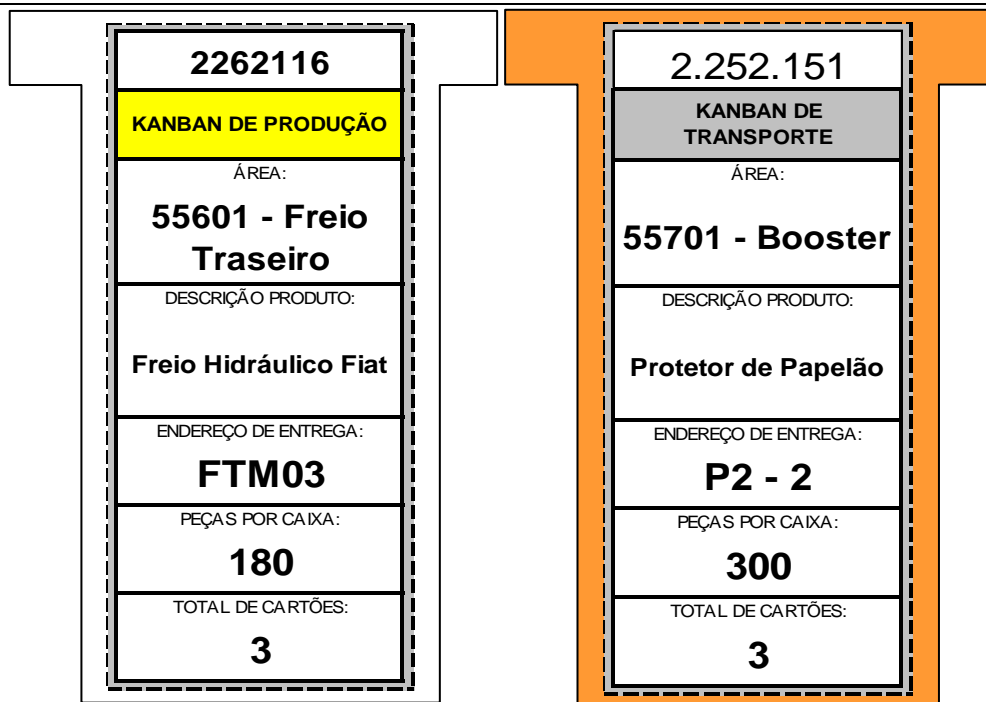 2262116
KANBAN DE PRODUÇÃO
ÁREA:
55601 - Freio
Traseiro
DESCRIÇÃO PRODUTO:
Freio Hidráulico Fiat
ENDEREÇO DE ENTREGA:
FTM03
PEÇAS POR CAIXA:
180
TOTAL DE CARTÕES:
3
2.252.151
KANBAN DE
TRANSPORTE
ÁREA:
55701 - Booster
DESCRIÇÃO PRODUTO:
Protetor de Papelão
ENDEREÇO DE ENTREGA:
P2 - 2
PEÇAS POR CAIXA:
300
TOTAL DE CARTÕES:
3